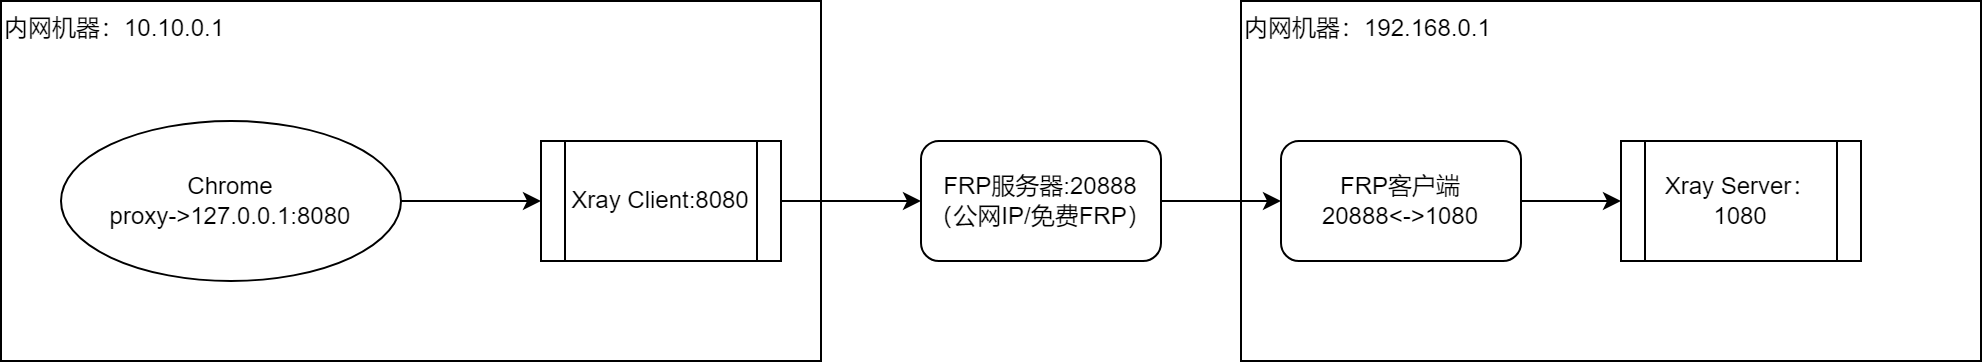 内网机器：10.10.0.1
Chrome
proxy->127.0.0.1:8080
Xray Client:8080
FRP服务器:20888
（公网IP/免费FRP）
内网机器：192.168.0.1
FRP客户端
20888<->1080
Xray Server：
1080